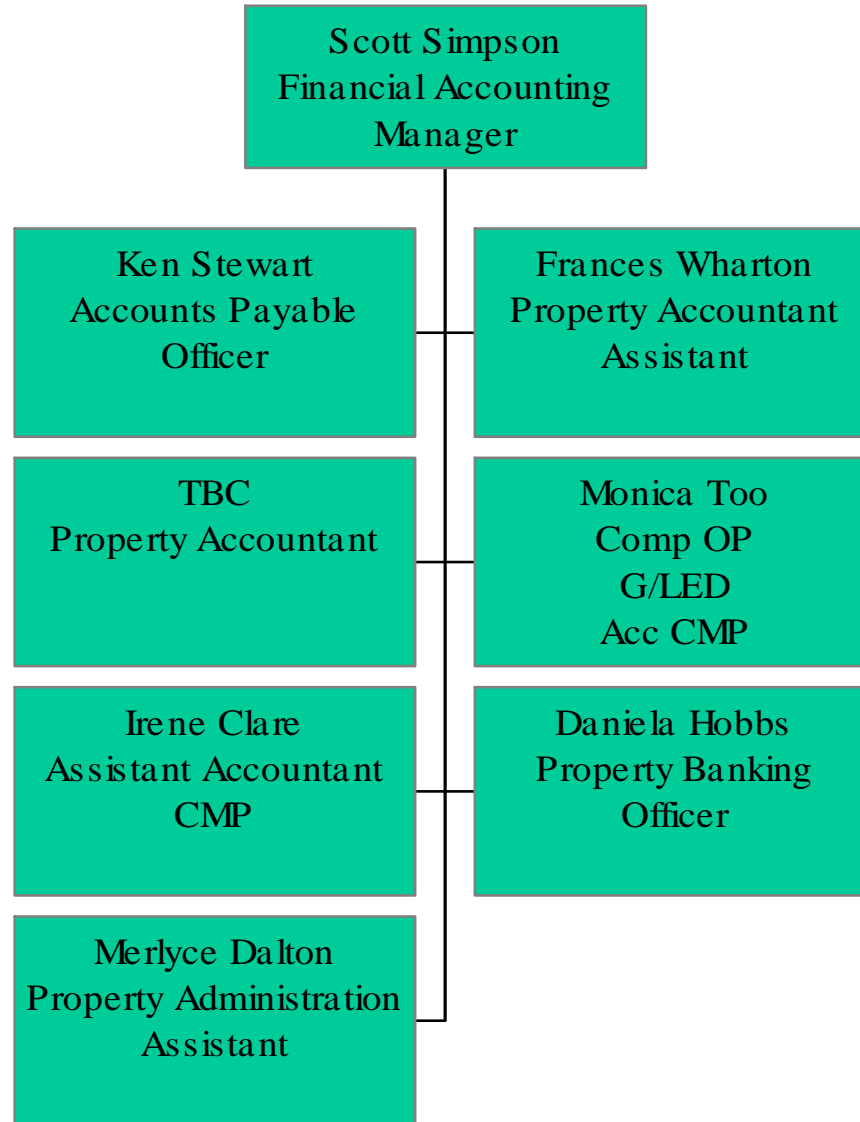 Scott Simpson
Financial Accounting
Manager
Ken Stewart
Accounts Payable
Officer
Frances Wharton
Property Accountant
Assistant
TBC
Property Accountant
Monica Too
Comp OP
G/LED
Acc CMP
Irene Clare
Assistant Accountant
CMP
Daniela Hobbs
Property Banking
Officer
Merlyce Dalton
Property Administration
Assistant